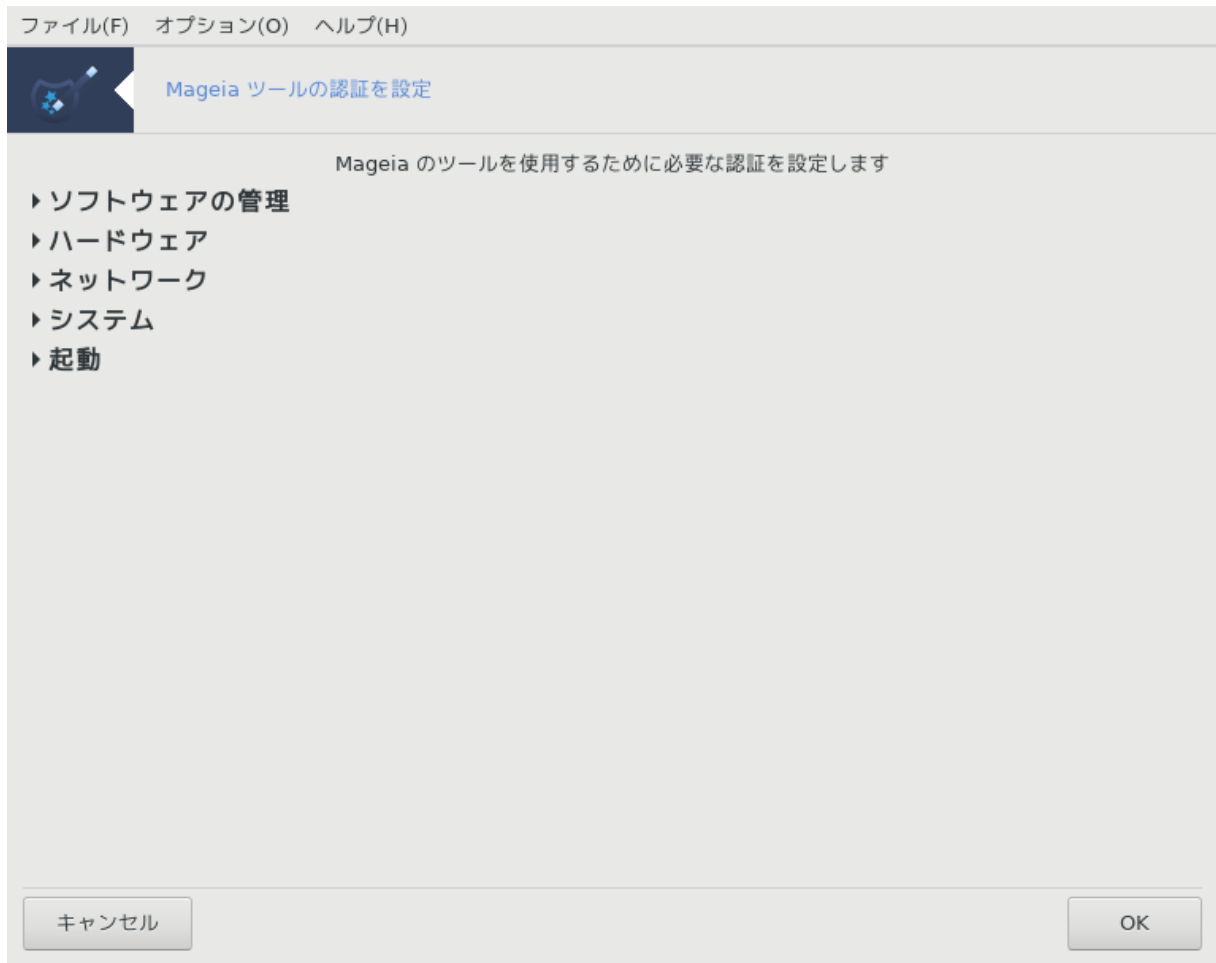 ファイル(F) オプション(O) ヘルプ(H)
Mageia ツールの認証を設定
Mageia のツールを使用するために必要な認証を設定します
ソフトウェアの管理
ハードウェア
ネットワーク
システム
起動
キャンセル OK